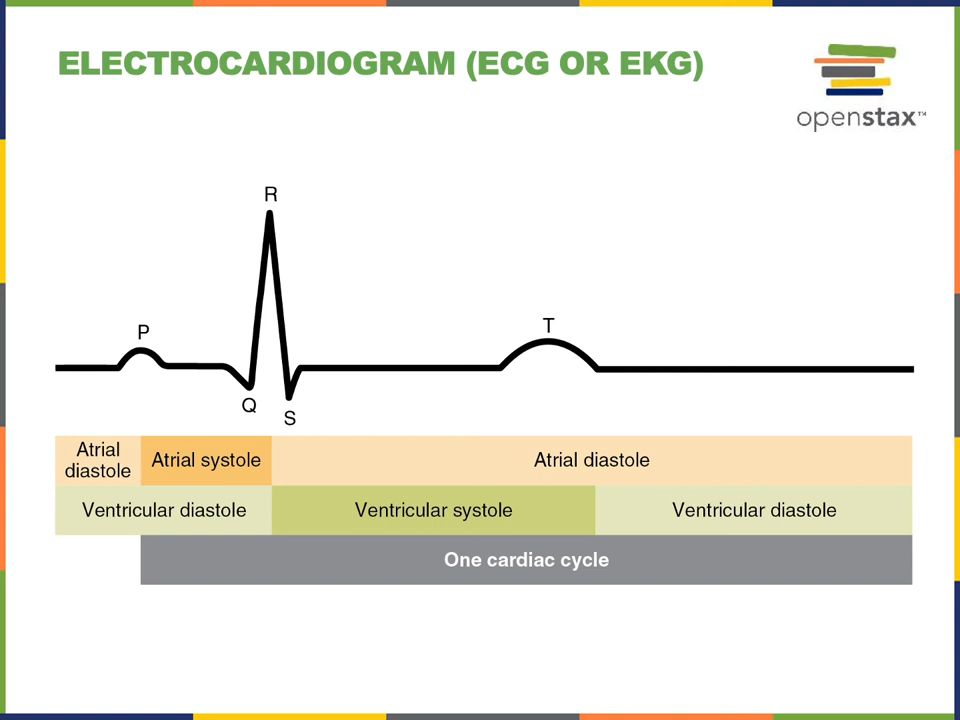 ELECTROCARDIOGRAM (ECG OR EKG)
openstax™
R
P
T
Q
S
Atrial
diastole
Atrial systole
Atrial diastole
Ventricular diastole
Ventricular systole
Ventricular diastole
One cardiac cycle